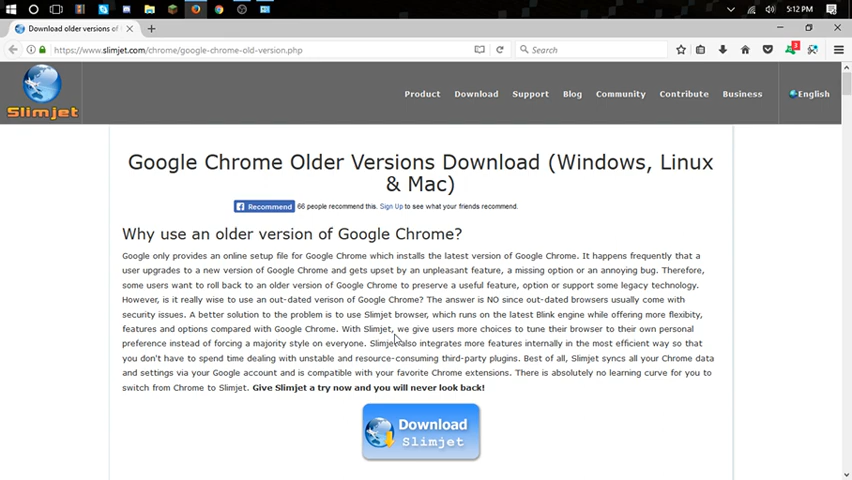 5:12 PM
Download older versions of
https://www.slimjet.com/chrome/google-chrome-old-version.php
Search
3
Slimjet
Product Download Support Blog Community Contribute Business English
Google Chrome Older Versions Download (Windows, Linux
& Mac)
Recommend 66 people recommend this. Sign Up to see what your friends recommend.
Why use an older version of Google Chrome?
Google only provides an online setup file for Google Chrome which installs the latest version of Google Chrome. It happens frequently that a
user upgrades to a new version of Google Chrome and gets upset by an unpleasant feature, a missing option or an annoying bug. Therefore,
some users want to roll back to an older version of Google Chrome to preserve a useful feature, option or support some legacy technology.
However, is it really wise to use an out-dated verison of Google Chrome? The answer is NO since out-dated browsers usually come with
security issues. A better solution to the problem is to use Slimjet browser, which runs on the latest Blink engine while offering more flexibity,
features and options compared with Google Chrome. With Slimjet, we give users more choices to tune their browser to their own personal
preference instead of forcing a majority style on everyone. Slimjet also integrates more features internally in the most efficient way so that
you don't have to spend time dealing with unstable and resource-consuming third-party plugins. Best of all, Slimjet syncs all your Chrome data
and settings via your Google account and is compatible with your favorite Chrome extensions. There is absolutely no learning curve for you to
switch from Chrome to Slimjet. Give Slimjet a try now and you will never look back!
Download
Slimjet